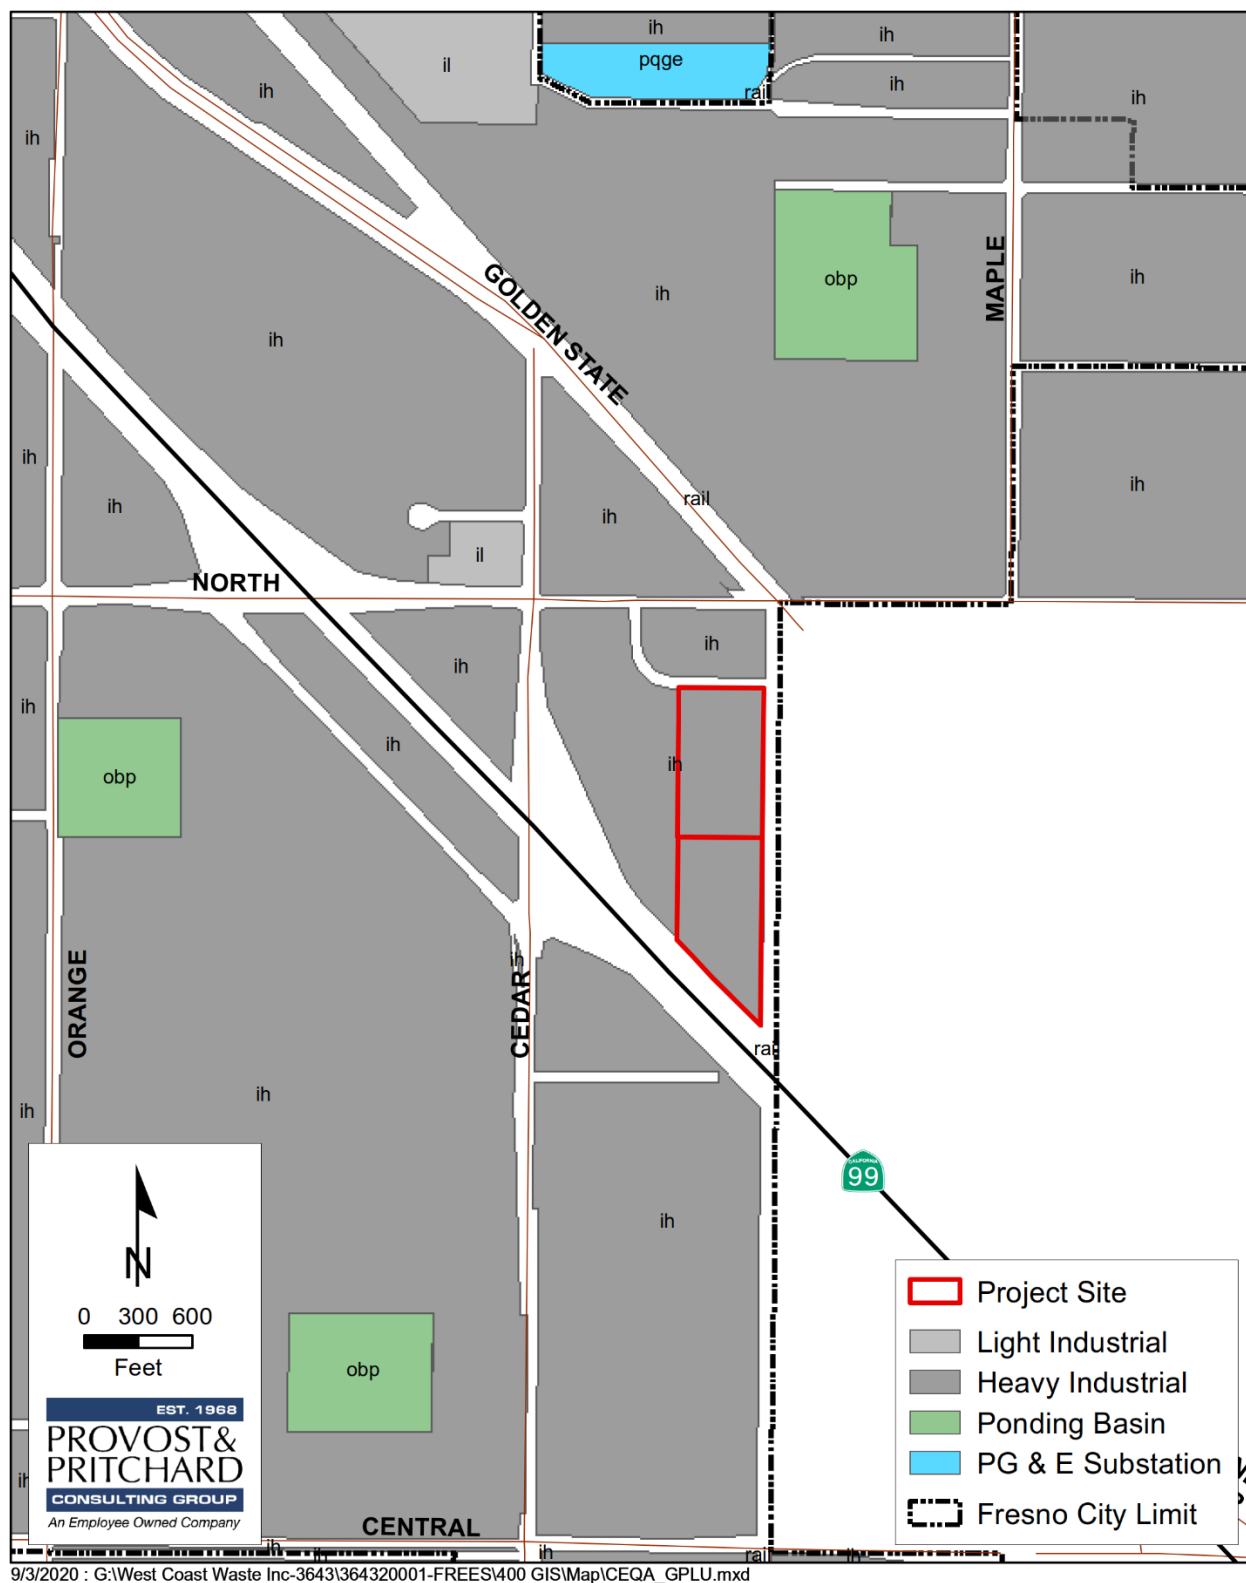 ih
ih
il
pqge
ih
rail
ih
ih
ih
ih
obp
MAPLE
ih
GOLDEN STATE
ih
ih
ih
ih
ih
rail
ih
il
NORTH
ih
ih
ih
ih
ih
obp
ih
ORANGE
CEDAR
rail
ih
ih
CALIFORNIA
99
ih
obp
ih
CENTRAL
ih
ih
ih
rail
ih
N
0 300 600
Feet
EST. 1968
PROVOST&
PRITCHARD
CONSULTING GROUP
An Employee Owned Company
Project Site
Light Industrial
Heavy Industrial
Ponding Basin
PG & E Substation
Fresno City Limit
9/3/2020 : G:\West Coast Waste Inc-3643\364320001-FREES\400 GIS\Map\CEQA_GPLU.mxd